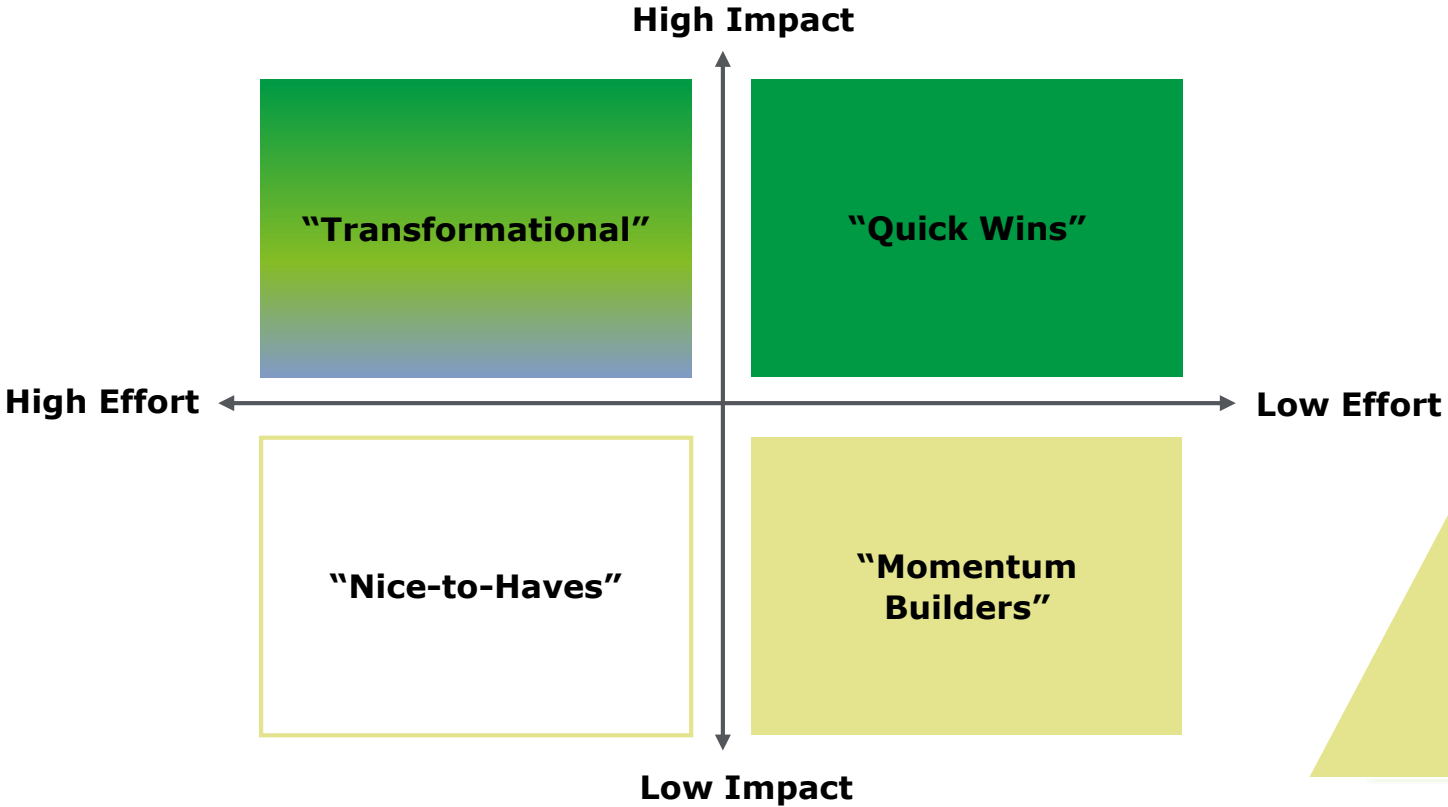 High Impact
“Transformational”
“Quick Wins”
High Effort
Low Effort
“Nice-to-Haves”
“Momentum
Builders”
Low Impact